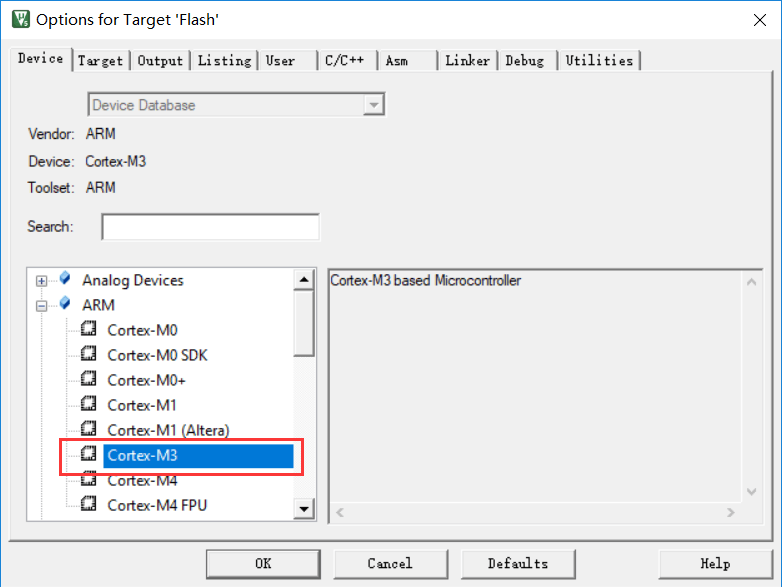 Options for Target 'Flash'
Device Target Output Listing User C/C++ Asm Linker Debug Utilities
Device Database
Vendor: ARM
Device: Cortex-M3
Toolset: ARM
Search:
Analog Devices
ARM
Cortex-M0
Cortex-M0 SDK
Cortex-M0+
Cortex-M1
Cortex-M1 (Altera)
Cortex-M3
Cortex-M4
Cortex-M4 FPU
Cortex-M3 based Microcontroller
OK Cancel Defaults Help